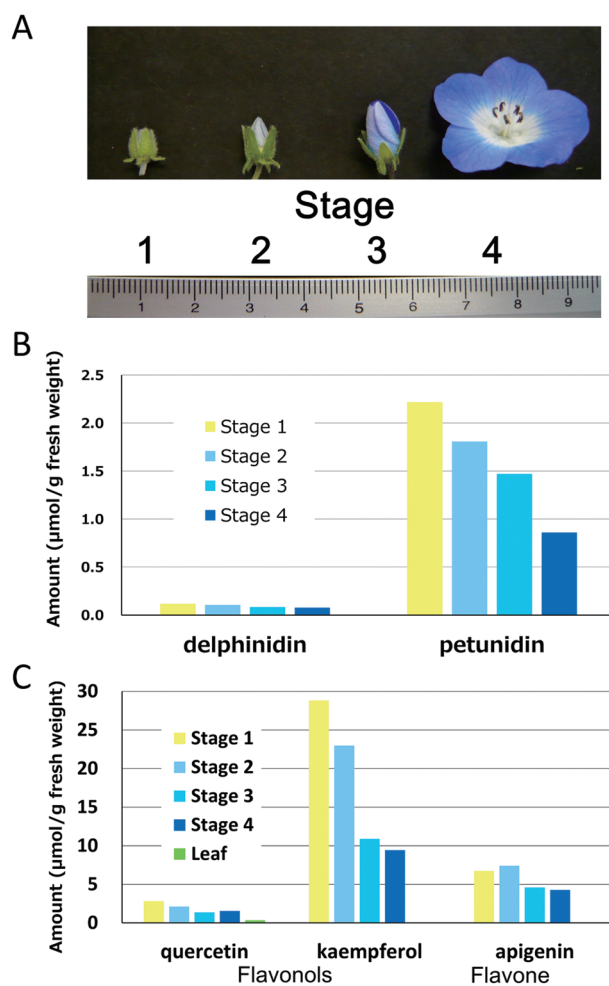 A
Stage
1 2 3 4
1 2 3 4 5 6 7 8 9
B
Amount (μmol/g fresh weight)
2.5
2.0
1.5
1.0
0.5
0.0
Stage 1
Stage 2
Stage 3
Stage 4
delphinidin petunidin
C
Amount (μmol/g fresh weight)
30
25
20
15
10
5
0
Stage 1
Stage 2
Stage 3
Stage 4
Leaf
quercetin kaempferol apigenin
Flavonols Flavone